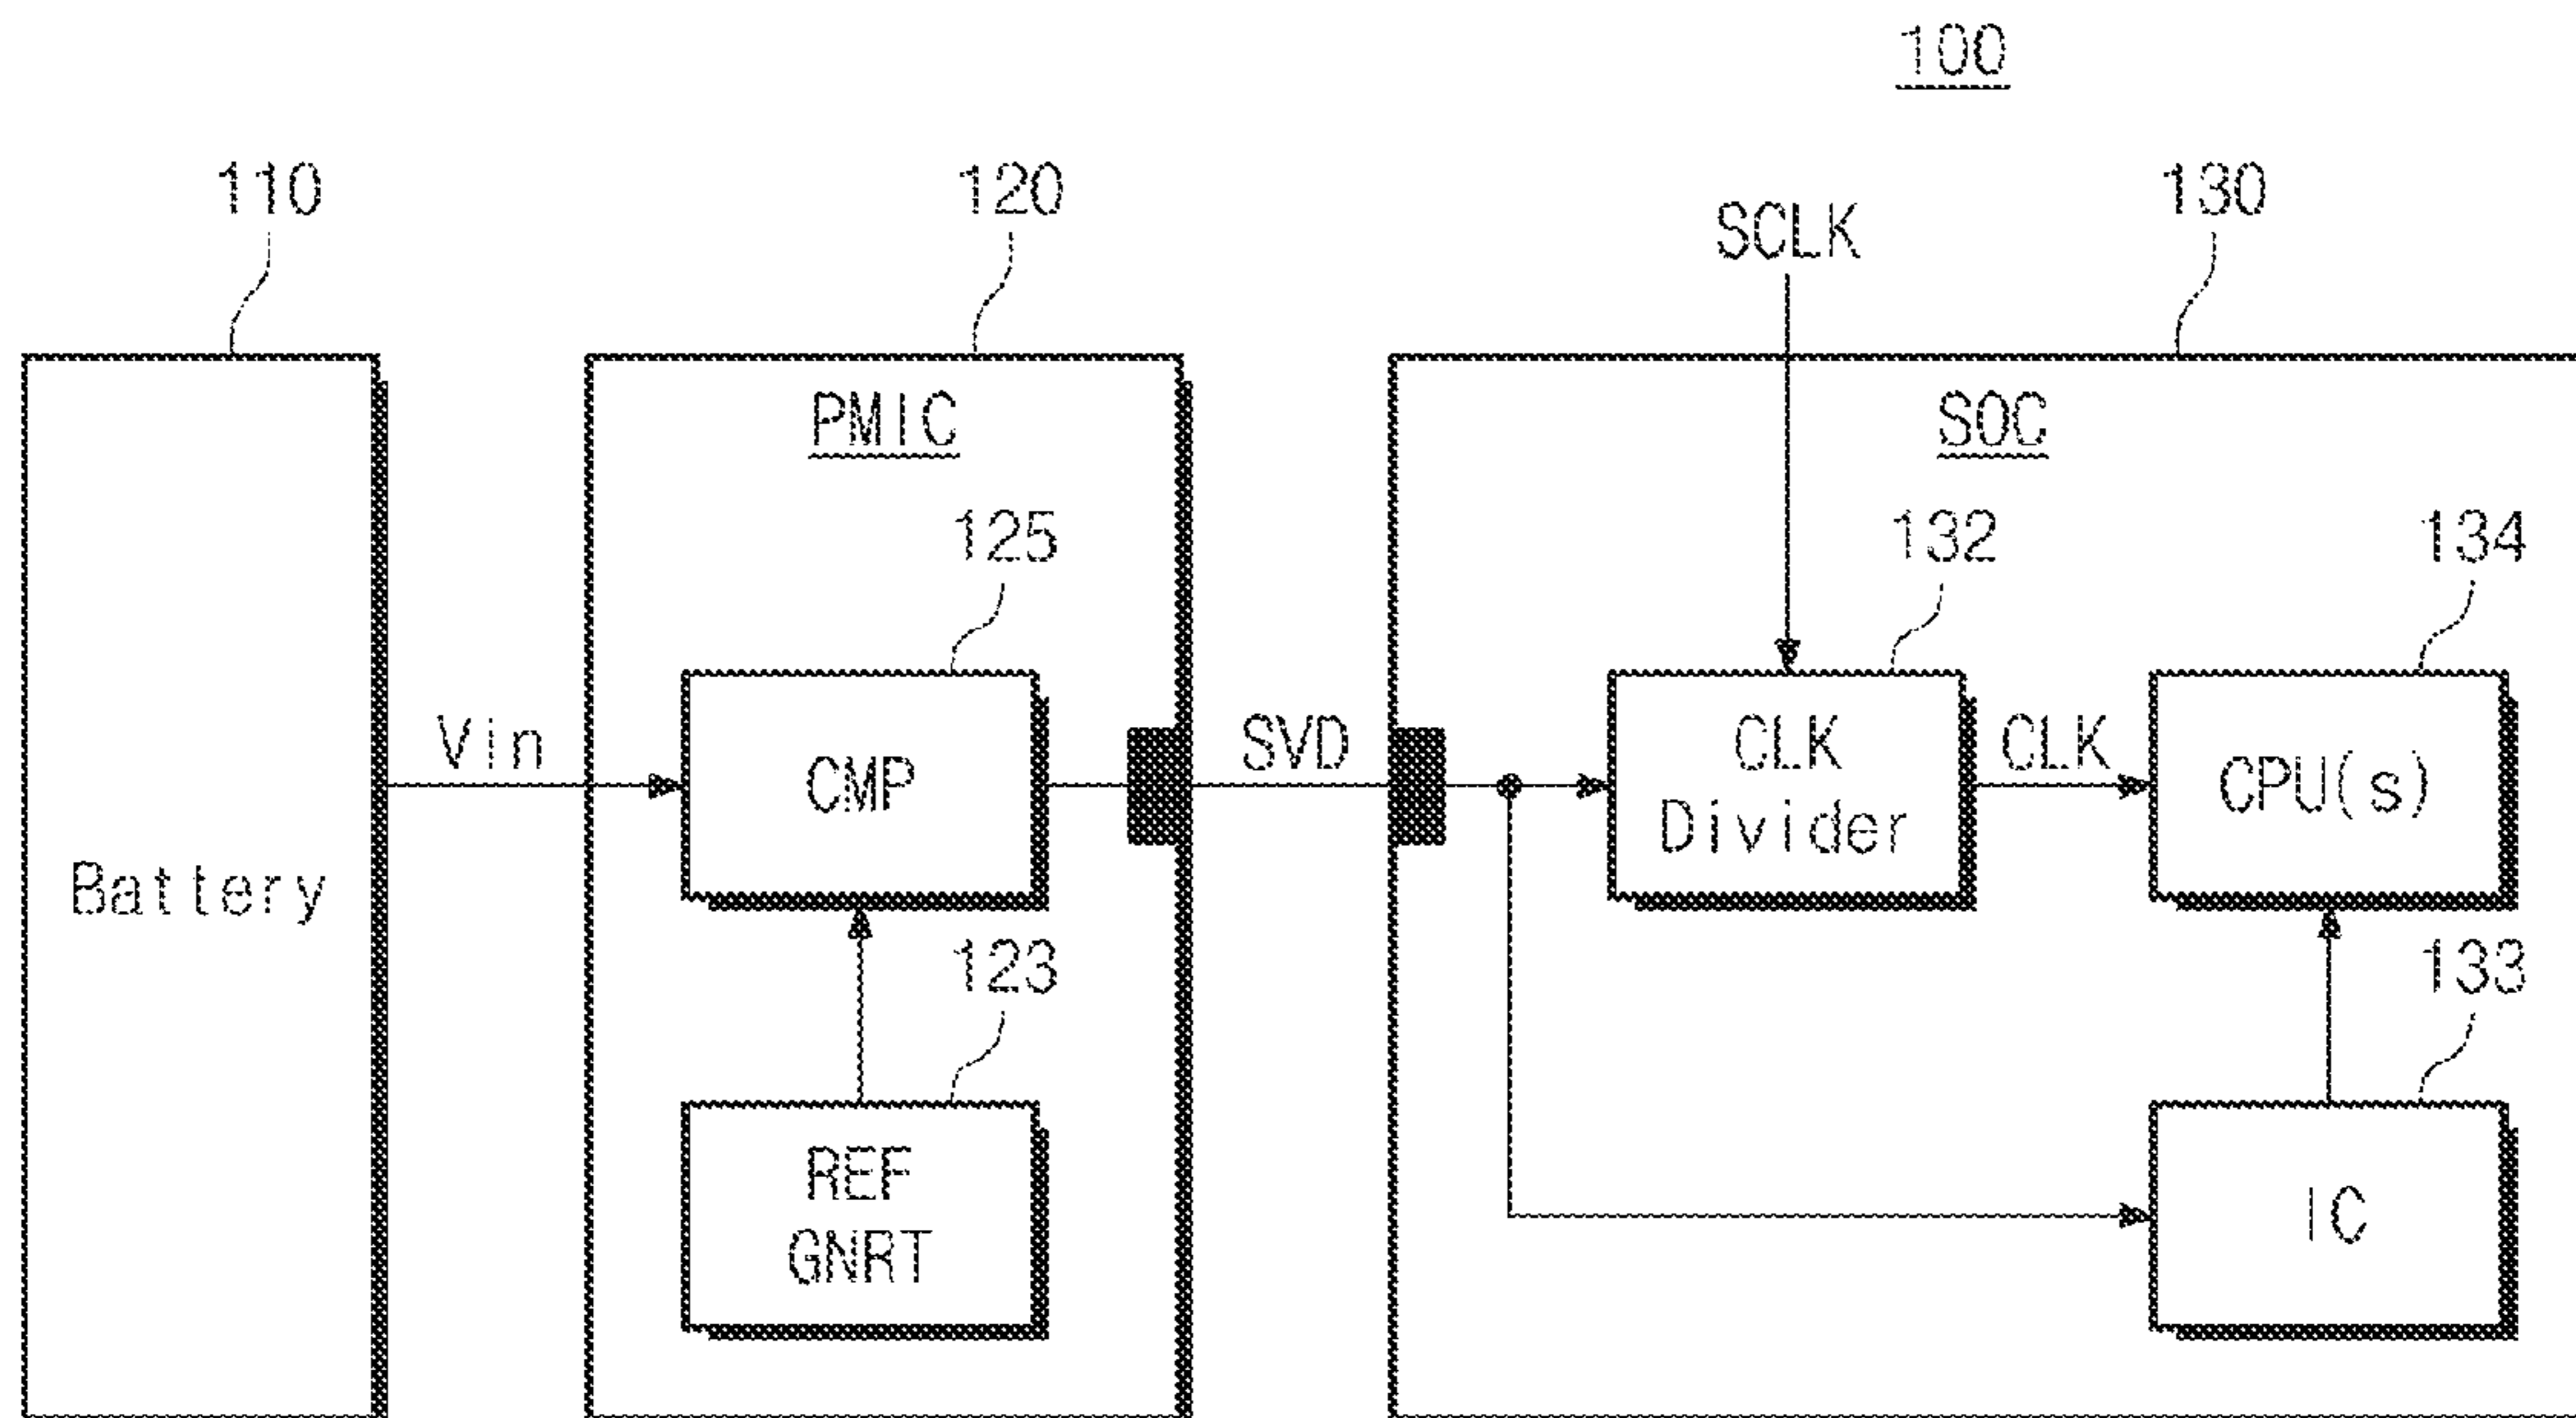 100
110
120
130
SCLK
PMIC
SOC
125
132
134
Vin
CMP
SVD
CLK
Divider
CLK
CPU(s)
Battery
123
133
REF
GNRT
IC